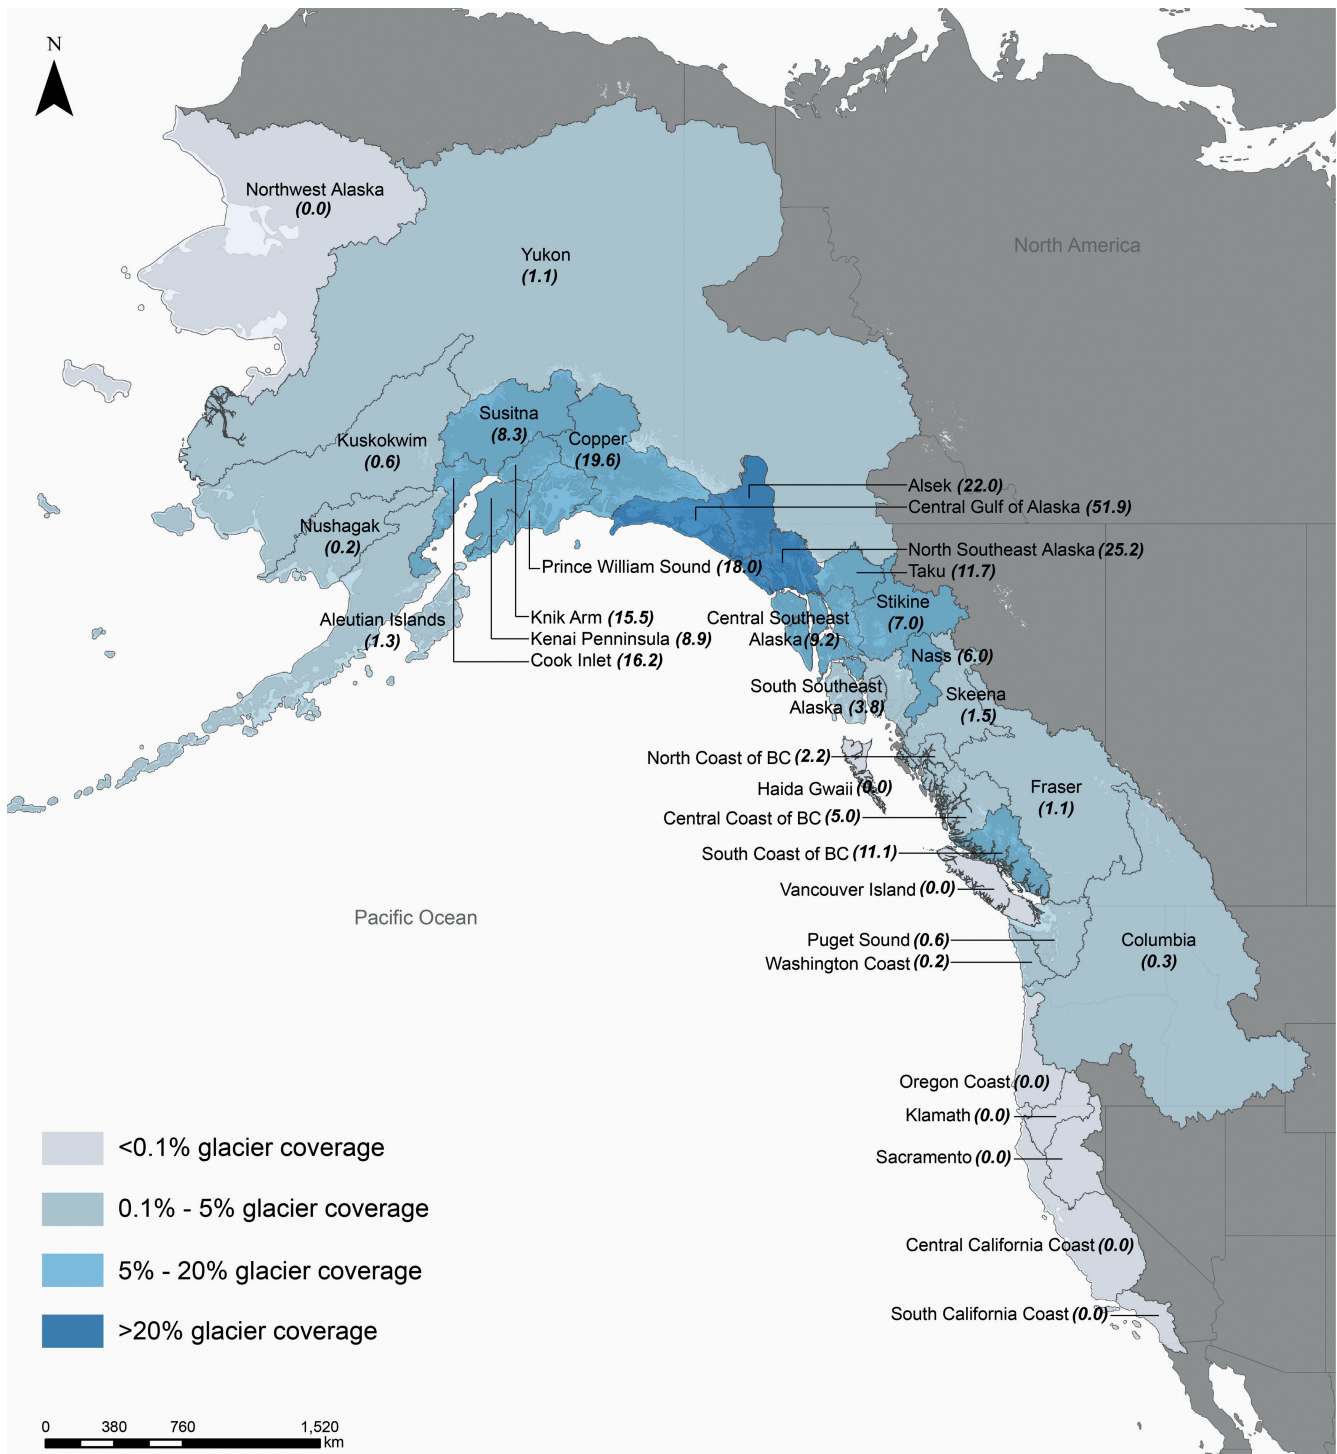 N
Northwest Alaska
(0.0)
North America
Yukon
(1.1)
Susitna
(8.3)
Copper
(19.6)
Kuskokwim
(0.6)
Alsek (22.0)
Central Gulf of Alaska (51.9)
Nushagak
(0.2)
North Southeast Alaska (25.2)
Prince William Sound (18.0)
Taku (11.7)
Stikine
(7.0)
Aleutian Islands
(1.3)
Knik Arm (15.5)
Kenai Penninsula (8.9)
Cook Inlet (16.2)
Central Southeast
Alaska (9.2)
Nass (6.0)
South Southeast
Alaska (3.8)
Skeena
(1.5)
North Coast of BC (2.2)
Haida Gwaii (0.0)
Fraser
(1.1)
Central Coast of BC (5.0)
South Coast of BC (11.1)
Vancouver Island (0.0)
Pacific Ocean
Puget Sound (0.6)
Washington Coast (0.2)
Columbia
(0.3)
Oregon Coast (0.0)
Klamath (0.0)
Sacramento (0.0)
Central California Coast (0.0)
South California Coast (0.0)
<0.1% glacier coverage
0.1% - 5% glacier coverage
5% - 20% glacier coverage
>20% glacier coverage
0 380 760 1,520
km